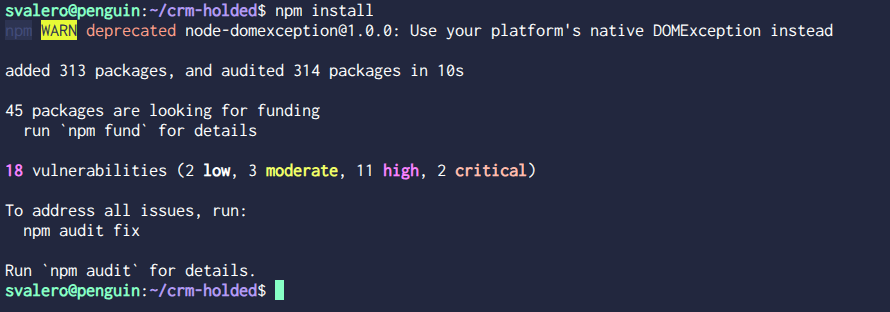 svalero@penguin:~/crm-holded$ npm install
npm WARN deprecated node-domexception@1.0.0: Use your platform's native DOMException instead
added 313 packages, and audited 314 packages in 10s
45 packages are looking for funding
run `npm fund` for details
18 vulnerabilities (2 low, 3 moderate, 11 high, 2 critical)
To address all issues, run:
npm audit fix
Run `npm audit` for details.
svalero@penguin:~/crm-holded$